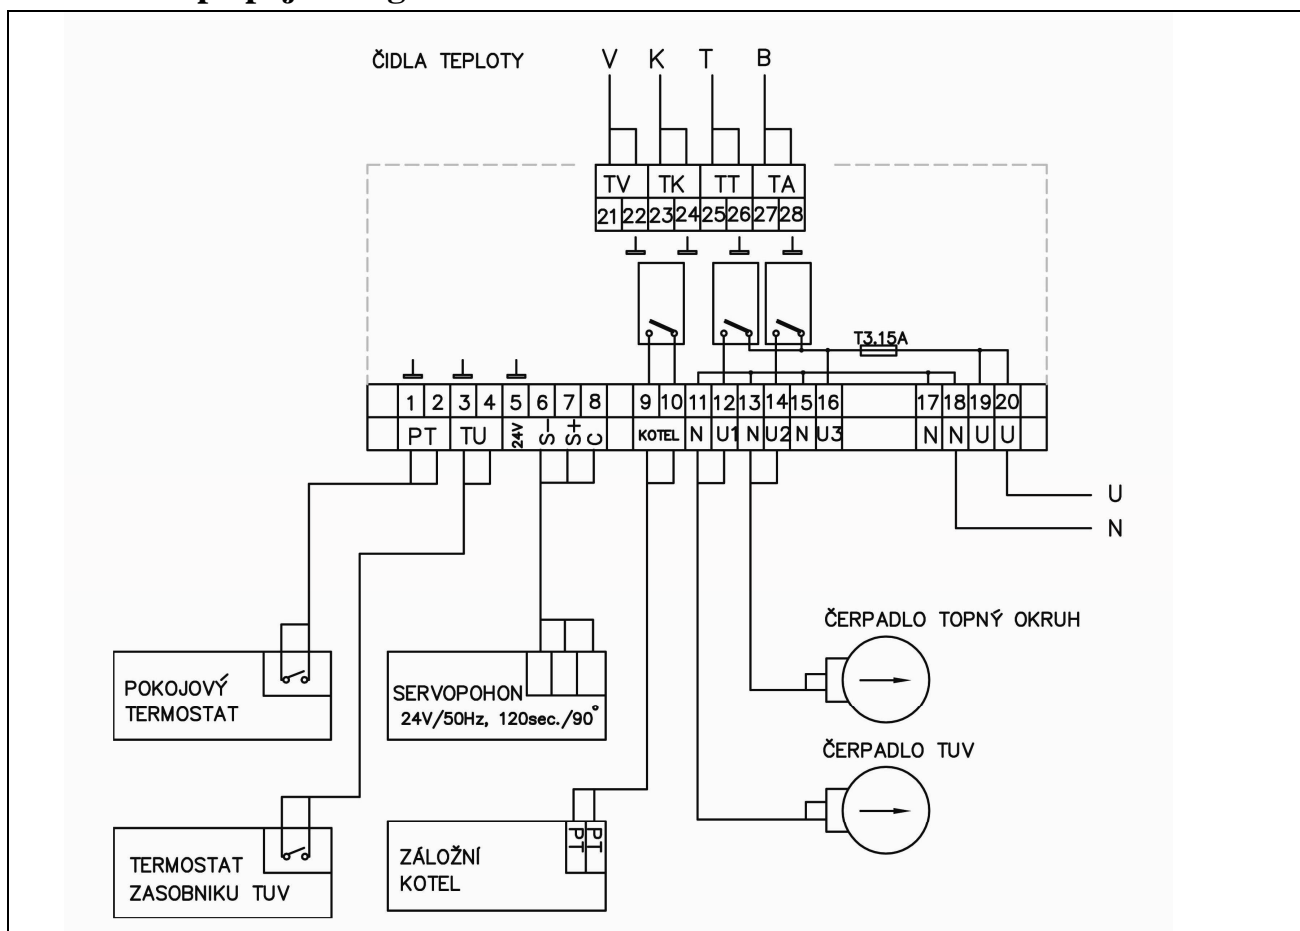 ČIDLA TEPLOTY V K T B
TV TK TT TA
21 22 23 24 25 26 27 28
T3.15A
1 2 3 4 5 6 7 8 9 10 11 12 13 14 15 16 17 18 19 20
PT TU 24V S- S+ C KOTEL N U1 N U2 N U3 N N U U
U
N
ČERPADLO TOPNÝ OKRUH
POKOJOVÝ
TERMOSTAT
SERVOPOHON
24V/50Hz, 120sec./90°
ČERPADLO TUV
TERMOSTAT
ZASOBNIKU TUV
ZÁLOŽNÍ
KOTEL
PT PT